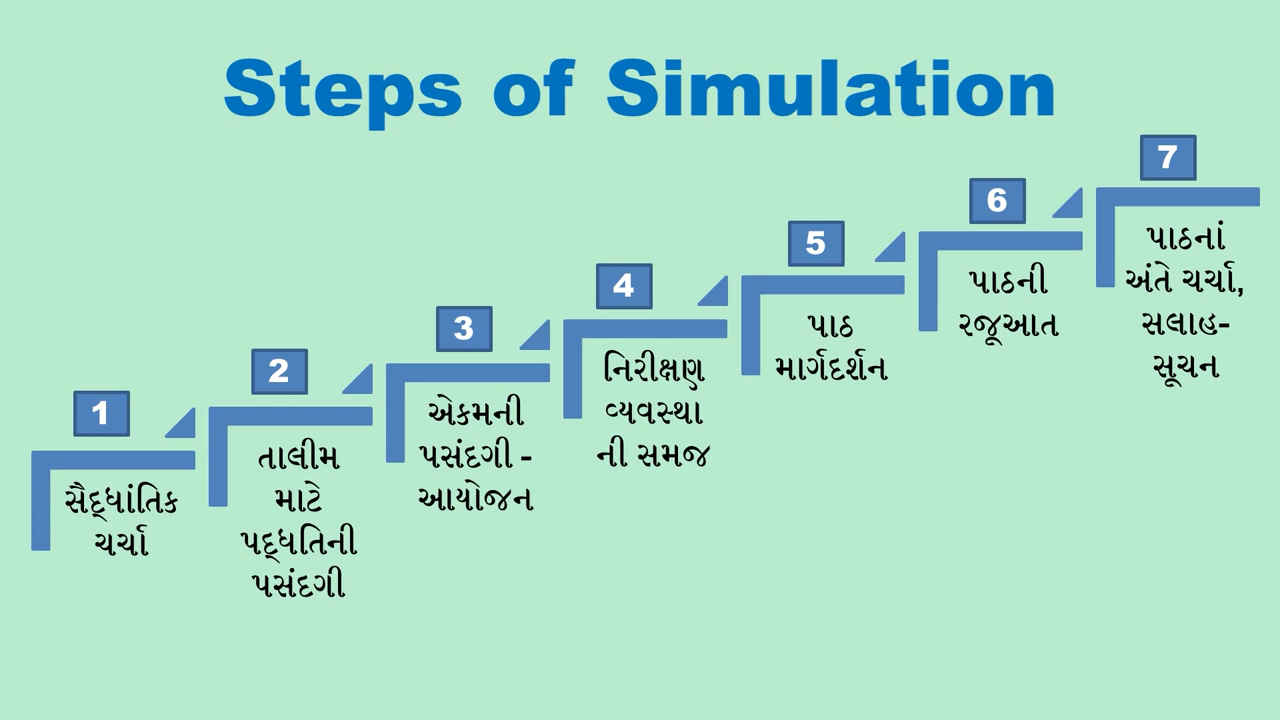 Steps of Simulation
1
સૈદ્ધાંતિક
ચર્ચા
2
તાલીમ
માટે
પદ્ધતિની
પસંદગી
3
એકમની
પસંદગી -
આયોજન
4
નિરીક્ષણ
વ્યવસ્થા
ની સમજ
5
પાઠ
માર્ગદર્શન
6
પાઠની
રજૂઆત
7
પાઠનાં
અંતે ચર્ચા,
સલાહ-
સૂચન